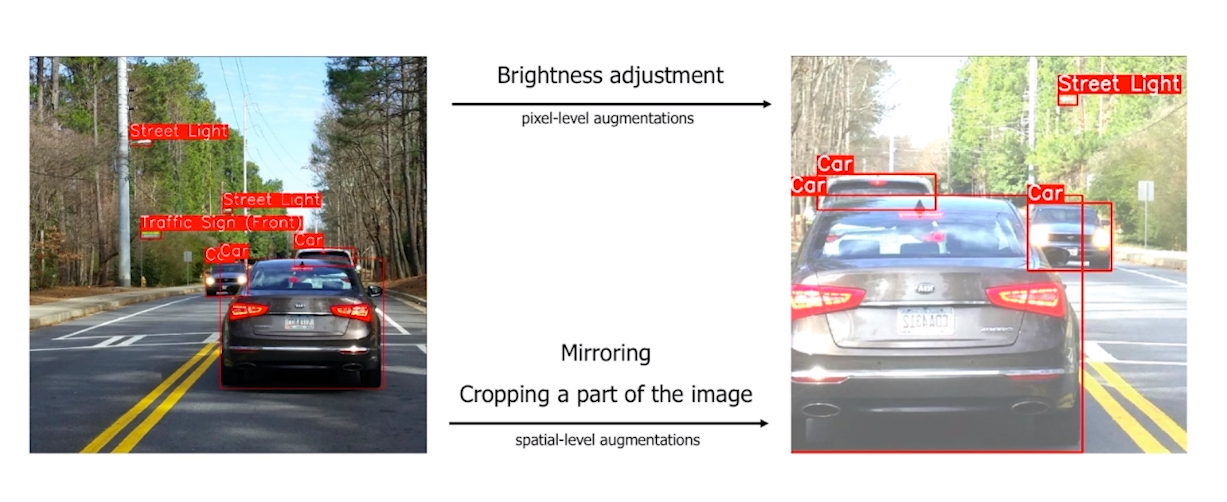 Street Light
Street Light
Traffic Sign (Front)
Car
Car
Brightness adjustment
pixel-level augmentations
Mirroring
Cropping a part of the image
spatial-level augmentations
Street Light
Car
Car
Car